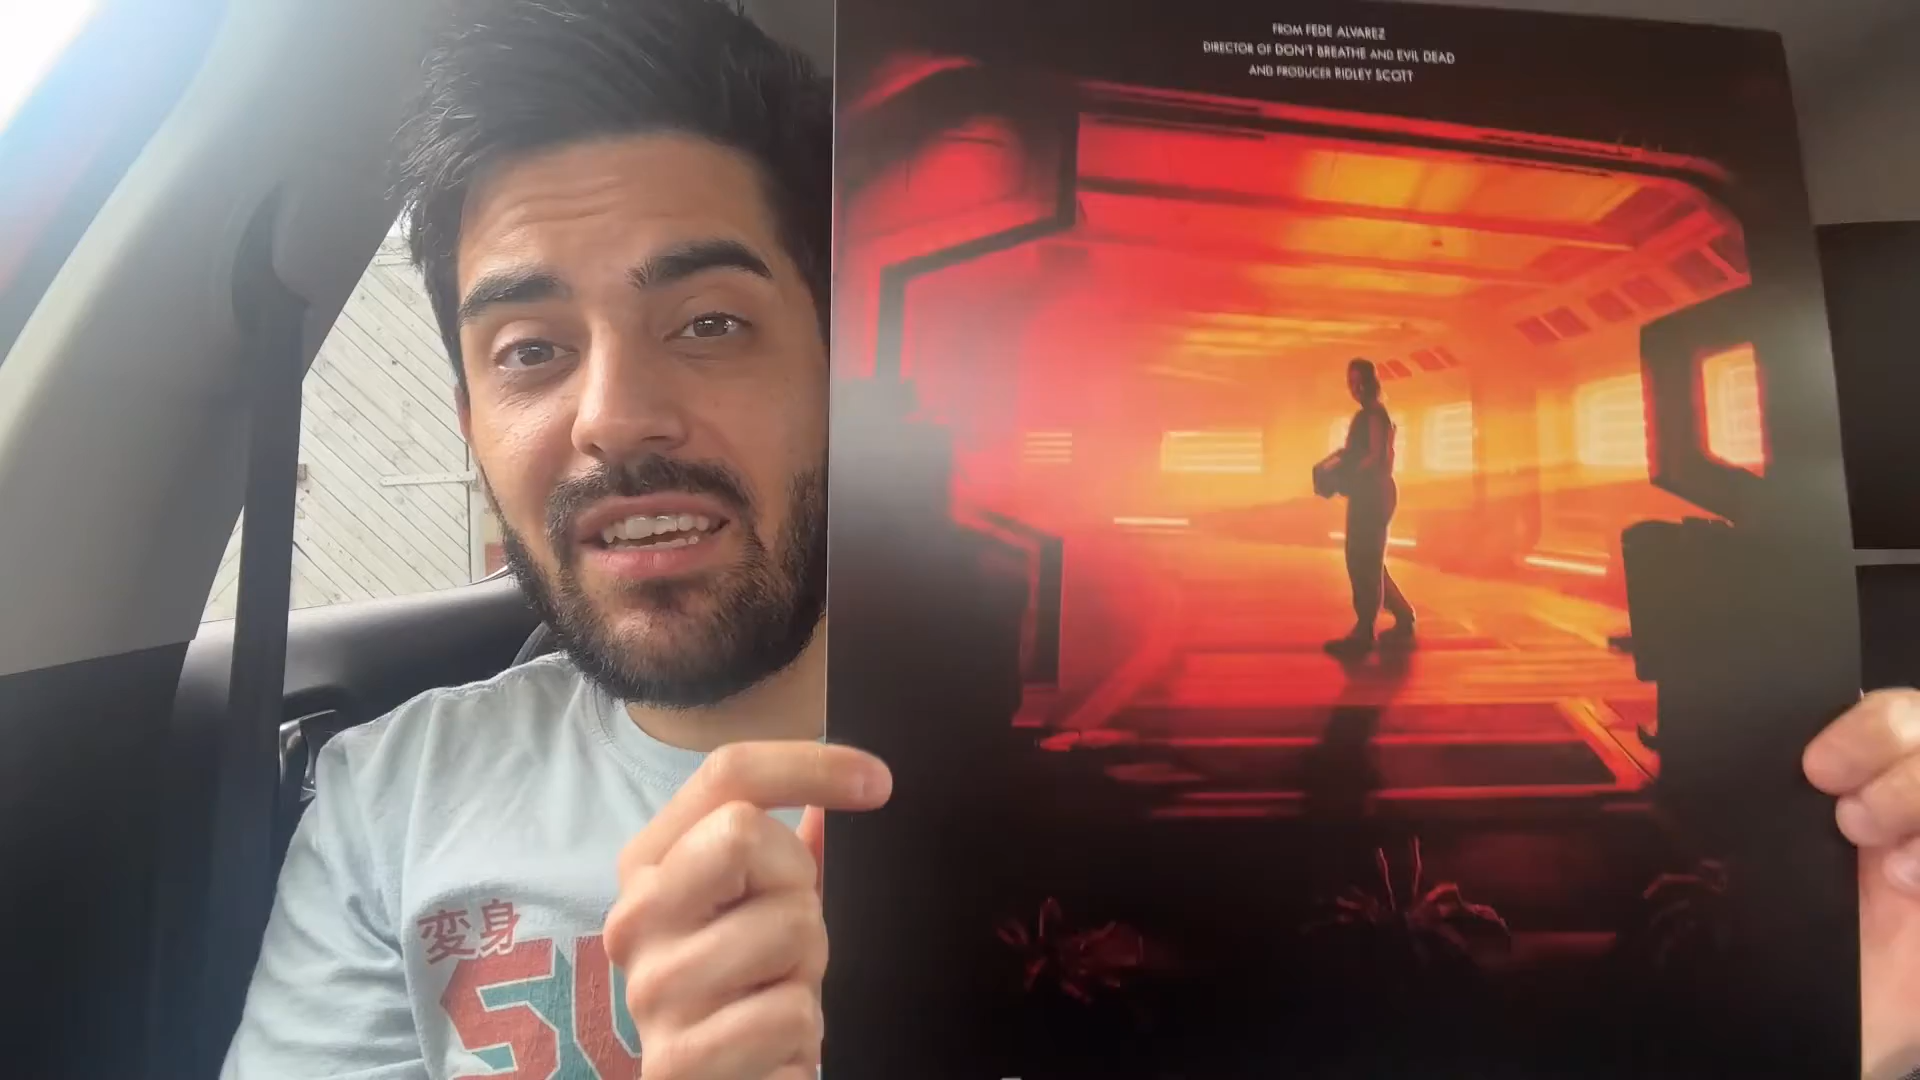 FROM FEDE ALVAREZ
DIRECTOR OF DON'T BREATHE AND EVIL DEAD
AND PRODUCER RIDLEY SCOTT
変身